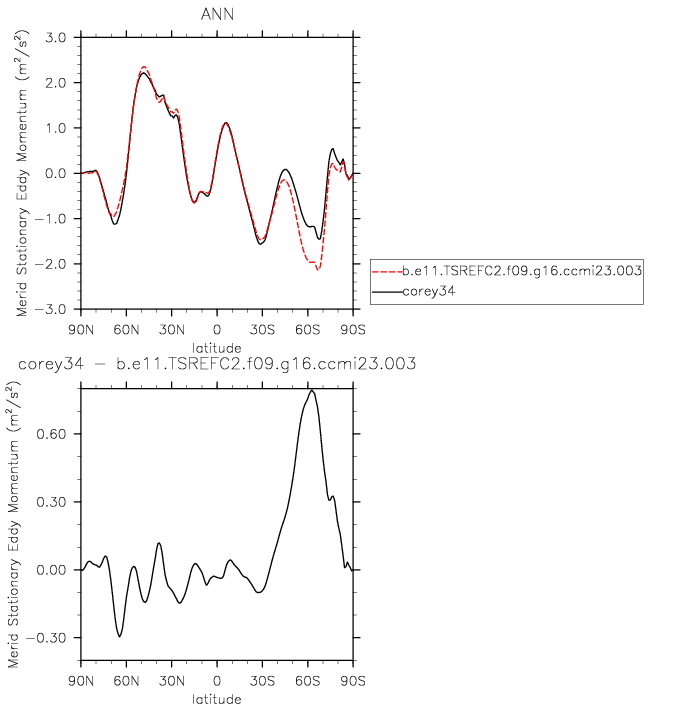 ANN
Merid Stationary Eddy Momentum (m²/s²)
3.0
2.0
1.0
0.0
−1.0
−2.0
−3.0
90N 60N 30N 0 30S 60S 90S
latitude
b.e11.TSREFC2.f09.g16.ccmi23.003
corey34
corey34 − b.e11.TSREFC2.f09.g16.ccmi23.003
Merid Stationary Eddy Momentum (m²/s²)
0.60
0.30
0.00
−0.30
90N 60N 30N 0 30S 60S 90S
latitude